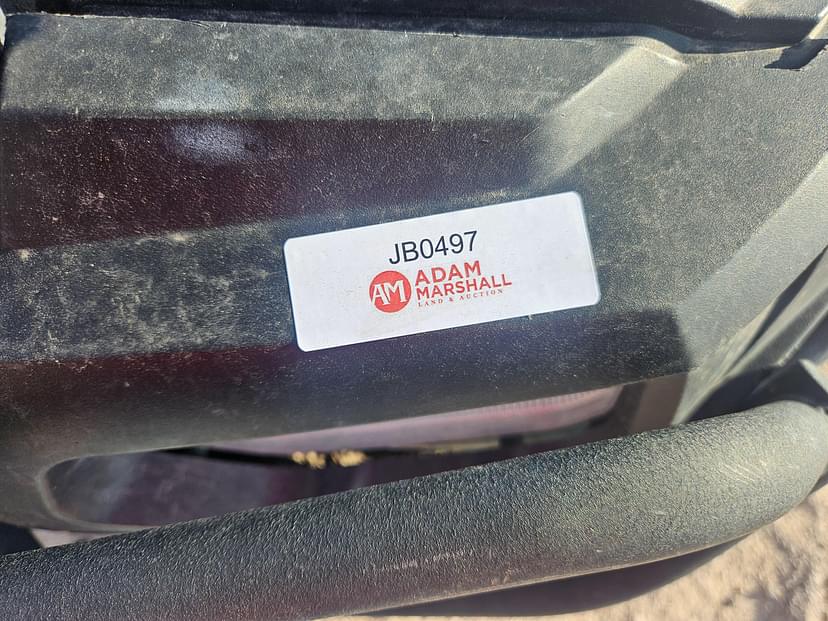 JB0497
AM
ADAM
MARSHALL
LAND & AUCTION